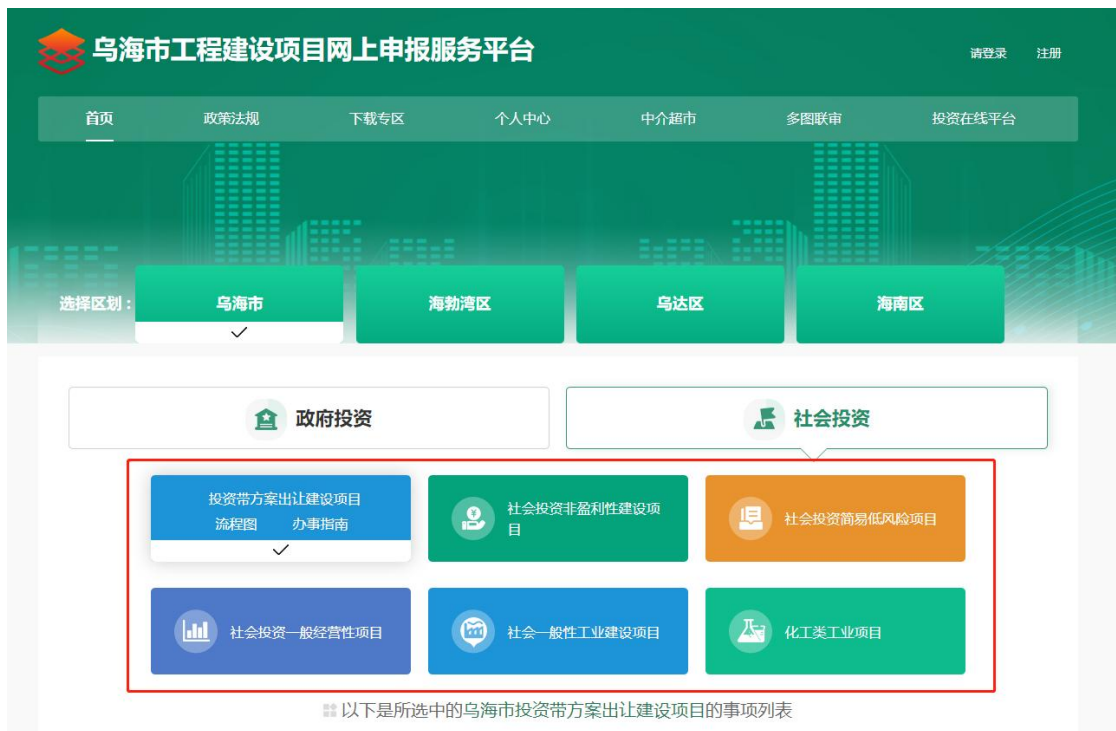 乌海市工程建设项目网上申报服务平台
请登录 注册
首页 政策法规 下载专区 个人中心 中介超市 多图联审 投资在线平台
选择区划： 乌海市 海勃湾区 乌达区 海南区
政府投资 社会投资
投资带方案出让建设项目
流程图 办事指南
社会投资非盈利性建设项
目
社会投资简易低风险项目
社会投资一般经营性项目 社会一般性工业建设项目 化工类工业项目
以下是所选中的乌海市投资带方案出让建设项目的事项列表